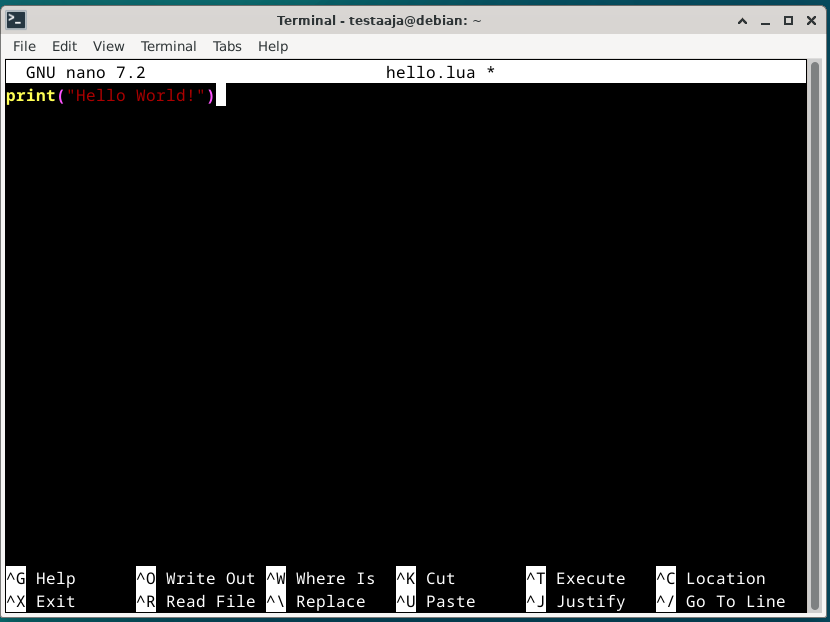 Terminal - testaaja@debian: ~
File Edit View Terminal Tabs Help
GNU nano 7.2 hello.lua *
print("Hello World!")
^G Help ^O Write Out ^W Where Is ^K Cut ^T Execute ^C Location
^X Exit ^R Read File ^\ Replace ^U Paste ^J Justify ^/ Go To Line